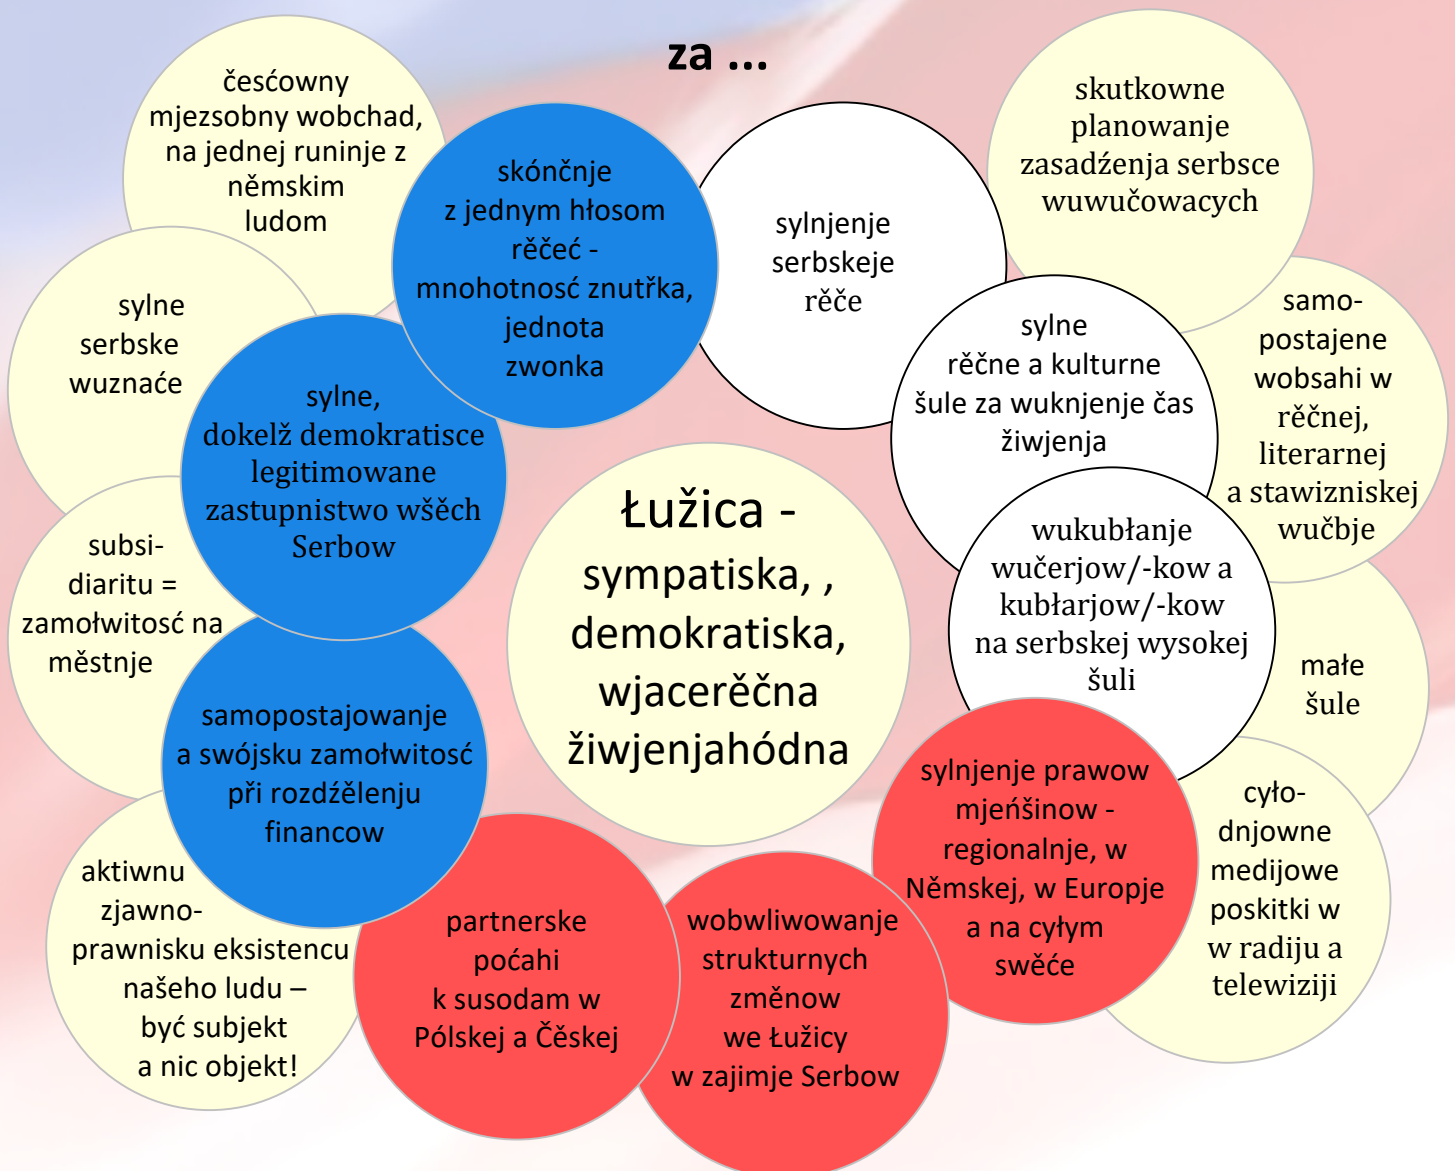 za ...
česćowny
mjezsobny wobchad,
na jednej runinje z
němskim
ludom
skónčnje
z jednym hłosom
rěčeć -
mnohotnosć znutřka,
jednota
zwonka
sylnjenje
serbskeje
rěče
skutkowne
planowanje
zasadźenja serbsce
wuwučowacych
sylne
serbske
wuznaće
sylne,
dokelž demokratisce
legitimowane
zastupnistwo wšěch
Serbow
sylne
rěčne a kulturne
šule za wuknjenje čas
žiwjenja
samo-
postajene
wobsahi w
rěčnej,
literarnej
a stawizniskej
wučbje
subsi-
diaritu =
zamołwitosć na
městnje
Łužica -
sympatiska, ,
demokratiska,
wjacerěčna
žiwjenjahódna
wukubłanje
wučerjow/-kow a
kubłarjow/-kow
na serbskej wysokej
šuli
małe
šule
samopostajowanje
a swójsku zamołwitosć
při rozdźělenju
financow
sylnjenje prawow
mjeńšinow -
regionalnje, w
Němskej, w Europje
a na cyłym
swěće
cyło-
dnjowne
medijowe
poskitki w
w radiju a
telewiziji
aktiwnu
zjawno-
prawnisku eksistencu
našeho ludu –
być subjekt
a nic objekt!
partnerske
poćahi
k susodam w
Pólskej a Čěskej
wobwliwowanje
strukturnych
změnow
we Łužicy
w zajimje Serbow